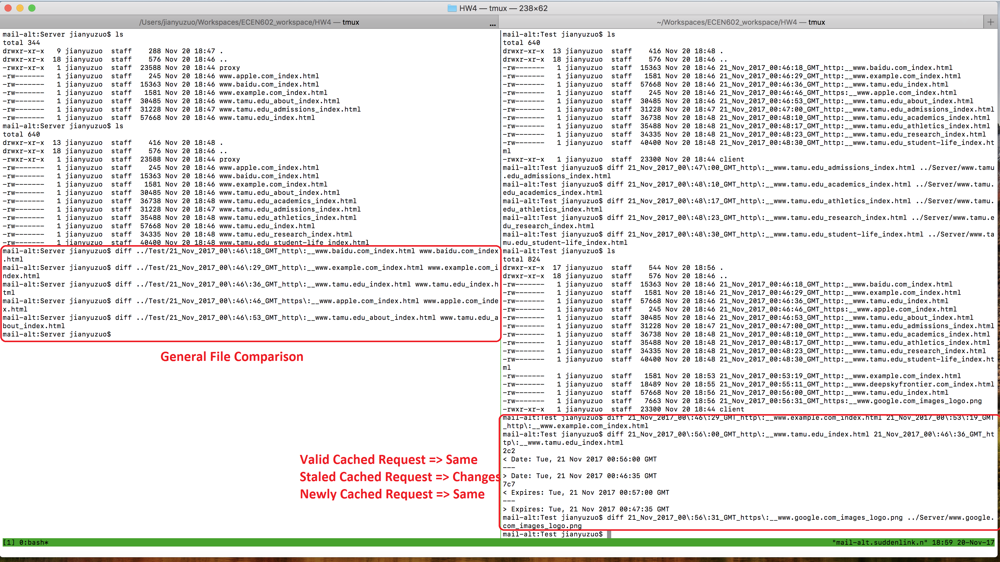 HW4 — tmux — 238×62
/Users/jianyuzuo/Workspaces/ECEN602_workspace/HW4 — tmux
...
~/Workspaces/ECEN602_workspace/HW4 — tmux
+
mail-alt:Server jianyuzuo$ ls
total 344
drwxr-xr-x   9 jianyuzuo  staff    288 Nov 20 18:47 .
drwxr-xr-x  18 jianyuzuo  staff    576 Nov 20 18:46 ..
-rwxr-xr-x   1 jianyuzuo  staff  23588 Nov 20 18:44 proxy
-rw-------   1 jianyuzuo  staff    245 Nov 20 18:46 www.apple.com_index.html
-rw-------   1 jianyuzuo  staff  15363 Nov 20 18:46 www.baidu.com_index.html
-rw-------   1 jianyuzuo  staff   1581 Nov 20 18:46 www.example.com_index.html
-rw-------   1 jianyuzuo  staff  30485 Nov 20 18:46 www.tamu.edu_about_index.html
-rw-------   1 jianyuzuo  staff  31228 Nov 20 18:47 www.tamu.edu_admissions_index.html
-rw-------   1 jianyuzuo  staff  57668 Nov 20 18:46 www.tamu.edu_index.html
mail-alt:Server jianyuzuo$ ls
total 640
drwxr-xr-x  13 jianyuzuo  staff    416 Nov 20 18:48 .
drwxr-xr-x  18 jianyuzuo  staff    576 Nov 20 18:46 ..
-rwxr-xr-x   1 jianyuzuo  staff  23588 Nov 20 18:44 proxy
-rw-------   1 jianyuzuo  staff    245 Nov 20 18:46 www.apple.com_index.html
-rw-------   1 jianyuzuo  staff  15363 Nov 20 18:46 www.baidu.com_index.html
-rw-------   1 jianyuzuo  staff   1581 Nov 20 18:46 www.example.com_index.html
-rw-------   1 jianyuzuo  staff  30485 Nov 20 18:46 www.tamu.edu_about_index.html
-rw-------   1 jianyuzuo  staff  36738 Nov 20 18:48 www.tamu.edu_academics_index.html
-rw-------   1 jianyuzuo  staff  31228 Nov 20 18:47 www.tamu.edu_admissions_index.html
-rw-------   1 jianyuzuo  staff  35488 Nov 20 18:48 www.tamu.edu_athletics_index.html
-rw-------   1 jianyuzuo  staff  57668 Nov 20 18:46 www.tamu.edu_index.html
-rw-------   1 jianyuzuo  staff  34335 Nov 20 18:48 www.tamu.edu_research_index.html
-rw-------   1 jianyuzuo  staff  40400 Nov 20 18:48 www.tamu.edu_student-life_index.html
mail-alt:Server jianyuzuo$ diff ../Test/21_Nov_2017_00\:46\:18_GMT_http\:__www.baidu.com_index.html www.baidu.com_index
.html
mail-alt:Server jianyuzuo$ diff ../Test/21_Nov_2017_00\:46\:29_GMT_http\:__www.example.com_index.html www.example.com_i
ndex.html
mail-alt:Server jianyuzuo$ diff ../Test/21_Nov_2017_00\:46\:36_GMT_http\:__www.tamu.edu_index.html www.tamu.edu_index.h
tml
mail-alt:Server jianyuzuo$ diff ../Test/21_Nov_2017_00\:46\:46_GMT_https\:__www.apple.com_index.html www.apple.com_inde
x.html
mail-alt:Server jianyuzuo$ diff ../Test/21_Nov_2017_00\:46\:53_GMT_http\:__www.tamu.edu_about_index.html www.tamu.edu_a
bout_index.html
mail-alt:Server jianyuzuo$
General File Comparison
Valid Cached Request => Same
Staled Cached Request => Changes
Newly Cached Request => Same
mail-alt:Test jianyuzuo$ ls
total 640
drwxr-xr-x  13 jianyuzuo  staff    416 Nov 20 18:48 .
drwxr-xr-x  18 jianyuzuo  staff    576 Nov 20 18:46 ..
-rw-------   1 jianyuzuo  staff  15363 Nov 20 18:46 21_Nov_2017_00:46:18_GMT_http:__www.baidu.com_index.html
-rw-------   1 jianyuzuo  staff   1581 Nov 20 18:46 21_Nov_2017_00:46:29_GMT_http:__www.example.com_index.html
-rw-------   1 jianyuzuo  staff  57668 Nov 20 18:46 21_Nov_2017_00:46:36_GMT_http:__www.tamu.edu_index.html
-rw-------   1 jianyuzuo  staff    245 Nov 20 18:46 21_Nov_2017_00:46:46_GMT_https:__www.apple.com_index.html
-rw-------   1 jianyuzuo  staff  30485 Nov 20 18:46 21_Nov_2017_00:46:53_GMT_http:__www.tamu.edu_about_index.html
-rw-------   1 jianyuzuo  staff  31228 Nov 20 18:47 21_Nov_2017_00:47:00_GMT_http:__www.tamu.edu_admissions_index.html
-rw-------   1 jianyuzuo  staff  36738 Nov 20 18:48 21_Nov_2017_00:48:10_GMT_http:__www.tamu.edu_academics_index.html
-rw-------   1 jianyuzuo  staff  35488 Nov 20 18:48 21_Nov_2017_00:48:17_GMT_http:__www.tamu.edu_athletics_index.html
-rw-------   1 jianyuzuo  staff  34335 Nov 20 18:48 21_Nov_2017_00:48:23_GMT_http:__www.tamu.edu_research_index.html
-rw-------   1 jianyuzuo  staff  40400 Nov 20 18:48 21_Nov_2017_00:48:30_GMT_http:__www.tamu.edu_student-life_index.ht
ml
-rwxr-xr-x   1 jianyuzuo  staff  23300 Nov 20 18:44 client
mail-alt:Test jianyuzuo$ diff 21_Nov_2017_00\:47\:00_GMT_http\:__www.tamu.edu_admissions_index.html ../Server/www.tamu
.edu_admissions_index.html
mail-alt:Test jianyuzuo$ diff 21_Nov_2017_00\:48\:10_GMT_http\:__www.tamu.edu_academics_index.html ../Server/www.tamu.
edu_academics_index.html
mail-alt:Test jianyuzuo$ diff 21_Nov_2017_00\:48\:17_GMT_http\:__www.tamu.edu_athletics_index.html ../Server/www.tamu.
edu_athletics_index.html
mail-alt:Test jianyuzuo$ diff 21_Nov_2017_00\:48\:23_GMT_http\:__www.tamu.edu_research_index.html ../Server/www.tamu.e
du_research_index.html
mail-alt:Test jianyuzuo$ diff 21_Nov_2017_00\:48\:30_GMT_http\:__www.tamu.edu_student-life_index.html ../Server/www.ta
mu.edu_student-life_index.html
mail-alt:Test jianyuzuo$ ls
total 824
drwxr-xr-x  17 jianyuzuo  staff    544 Nov 20 18:56 .
drwxr-xr-x  18 jianyuzuo  staff    576 Nov 20 18:46 ..
-rw-------   1 jianyuzuo  staff  15363 Nov 20 18:46 21_Nov_2017_00:46:18_GMT_http:__www.baidu.com_index.html
-rw-------   1 jianyuzuo  staff   1581 Nov 20 18:46 21_Nov_2017_00:46:29_GMT_http:__www.example.com_index.html
-rw-------   1 jianyuzuo  staff  57668 Nov 20 18:46 21_Nov_2017_00:46:36_GMT_http:__www.tamu.edu_index.html
-rw-------   1 jianyuzuo  staff    245 Nov 20 18:46 21_Nov_2017_00:46:46_GMT_https:__www.apple.com_index.html
-rw-------   1 jianyuzuo  staff  30485 Nov 20 18:46 21_Nov_2017_00:46:53_GMT_http:__www.tamu.edu_about_index.html
-rw-------   1 jianyuzuo  staff  31228 Nov 20 18:47 21_Nov_2017_00:47:00_GMT_http:__www.tamu.edu_admissions_index.html
-rw-------   1 jianyuzuo  staff  36738 Nov 20 18:48 21_Nov_2017_00:48:10_GMT_http:__www.tamu.edu_academics_index.html
-rw-------   1 jianyuzuo  staff  35488 Nov 20 18:48 21_Nov_2017_00:48:17_GMT_http:__www.tamu.edu_athletics_index.html
-rw-------   1 jianyuzuo  staff  34335 Nov 20 18:48 21_Nov_2017_00:48:23_GMT_http:__www.tamu.edu_research_index.html
-rw-------   1 jianyuzuo  staff  40400 Nov 20 18:48 21_Nov_2017_00:48:30_GMT_http:__www.tamu.edu_student-life_index.ht
ml
-rw-------   1 jianyuzuo  staff   1581 Nov 20 18:53 21_Nov_2017_00:53:19_GMT_http:__www.example.com_index.html
-rw-------   1 jianyuzuo  staff  18489 Nov 20 18:55 21_Nov_2017_00:55:11_GMT_http:__www.deepskyfrontier.com_index.html
-rw-------   1 jianyuzuo  staff  57668 Nov 20 18:56 21_Nov_2017_00:56:00_GMT_http:__www.tamu.edu_index.html
-rw-------   1 jianyuzuo  staff   7663 Nov 20 18:56 21_Nov_2017_00:56:31_GMT_https:__www.google.com_images_logo.png
-rwxr-xr-x   1 jianyuzuo  staff  23300 Nov 20 18:44 client
mail-alt:Test jianyuzuo$ diff 21_Nov_2017_00\:46\:29_GMT_http\:__www.example.com_index.html 21_Nov_2017_00\:53\:19_GMT
_http\:__www.example.com_index.html
mail-alt:Test jianyuzuo$ diff 21_Nov_2017_00\:56\:00_GMT_http\:__www.tamu.edu_index.html 21_Nov_2017_00\:46\:36_GMT_ht
tp\:__www.tamu.edu_index.html
2c2
< Date: Tue, 21 Nov 2017 00:56:00 GMT
---
> Date: Tue, 21 Nov 2017 00:46:35 GMT
7c7
< Expires: Tue, 21 Nov 2017 00:57:00 GMT
---
> Expires: Tue, 21 Nov 2017 00:47:35 GMT
mail-alt:Test jianyuzuo$ diff 21_Nov_2017_00\:56\:31_GMT_https\:__www.google.com_images_logo.png ../Server/www.google.
com_images_logo.png
mail-alt:Test jianyuzuo$
[1] 0:bash*
"mail-alt.suddenlink.n" 18:59 20-Nov-17